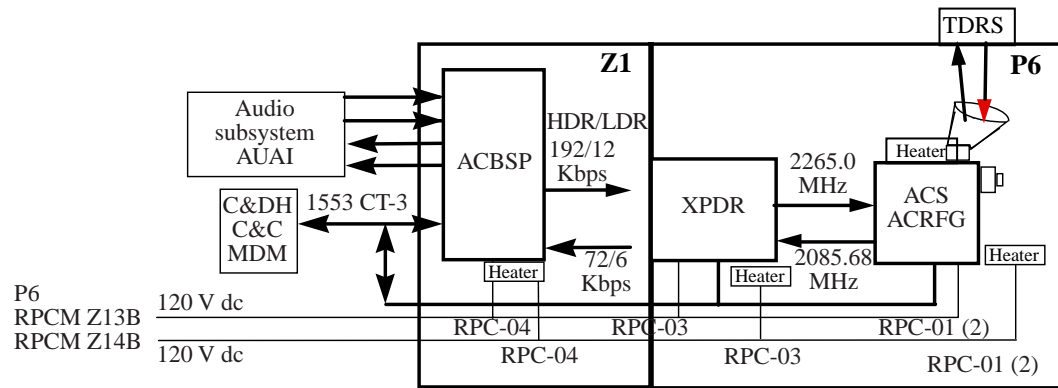 TDRS
Z1
P6
Audio
subsystem
AUAI
ACBSP
HDR/LDR
192/12
Kbps
Heater
2265.0
MHz
XPDR
ACS
ACRFG
C&DH
C&C
MDM
1553 CT-3
72/6
Kbps
Heater
2085.68
MHz
Heater
Heater
P6
RPCM Z13B
120 V dc
RPC-04
RPC-03
RPC-01 (2)
RPCM Z14B
120 V dc
RPC-04
RPC-03
RPC-01 (2)